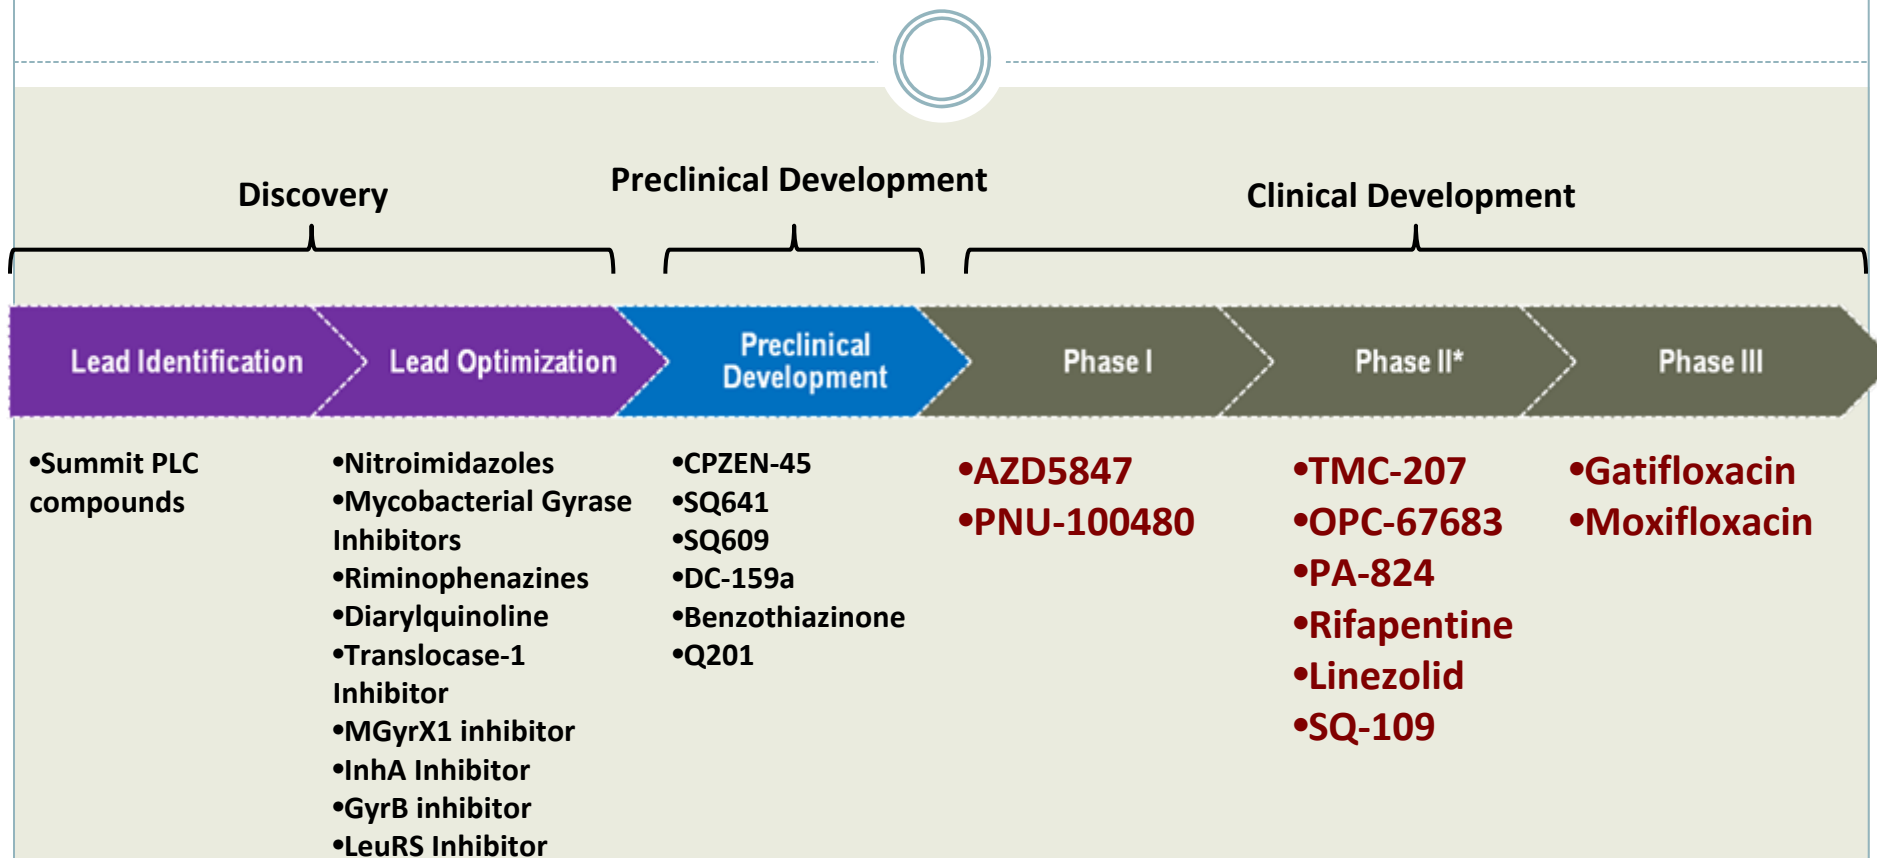 Discovery
Preclinical Development
Clinical Development
Lead Identification
Lead Optimization
Preclinical
Development
Phase I
Phase II*
Phase III
•Summit PLC
compounds
•Nitroimidazoles
•Mycobacterial Gyrase
Inhibitors
•Riminophenazines
•Diarylquinoline
•Translocase-1
Inhibitor
•MGyrX1 inhibitor
•InhA Inhibitor
•GyrB inhibitor
•LeuRS Inhibitor
•CPZEN-45
•SQ641
•SQ609
•DC-159a
•Benzothiazinone
•Q201
•AZD5847
•PNU-100480
•TMC-207
•OPC-67683
•PA-824
•Rifapentine
•Linezolid
•SQ-109
•Gatifloxacin
•Moxifloxacin